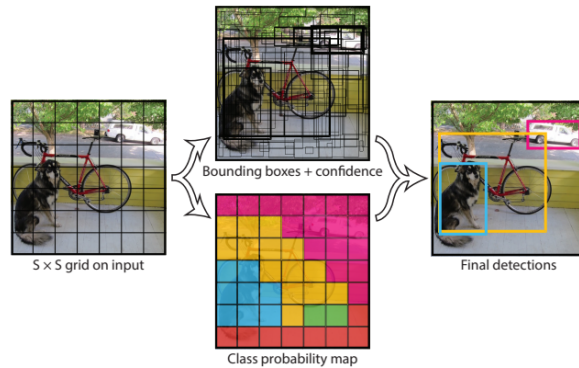 Bounding boxes + confidence
S × S grid on input
Final detections
Class probability map